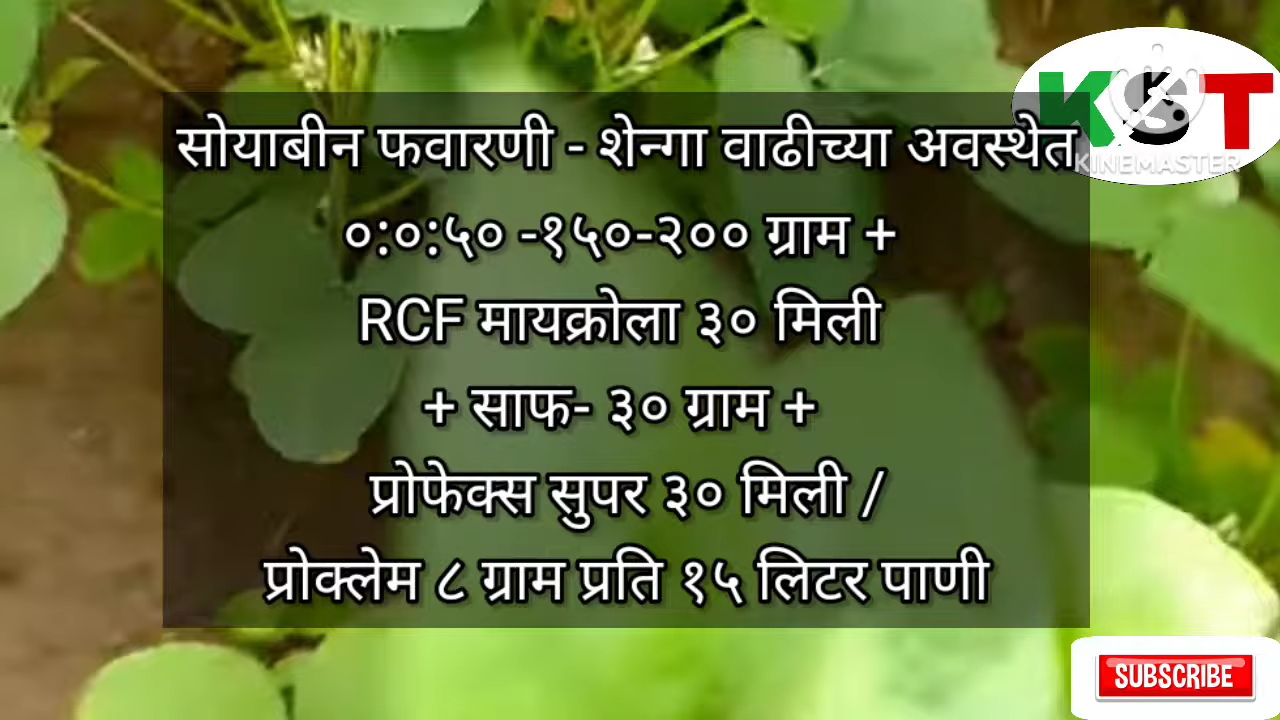 सोयाबीन फवारणी - शेन्गा वाढीच्या अवस्थेत
०:०:५० -१५०-२०० ग्राम +
RCF मायक्रोला ३० मिली
+ साफ- ३० ग्राम +
प्रोफेक्स सुपर ३० मिली /
प्रोक्लेम ८ ग्राम प्रति १५ लिटर पाणी
K&T
KINEMASTER
SUBSCRIBE